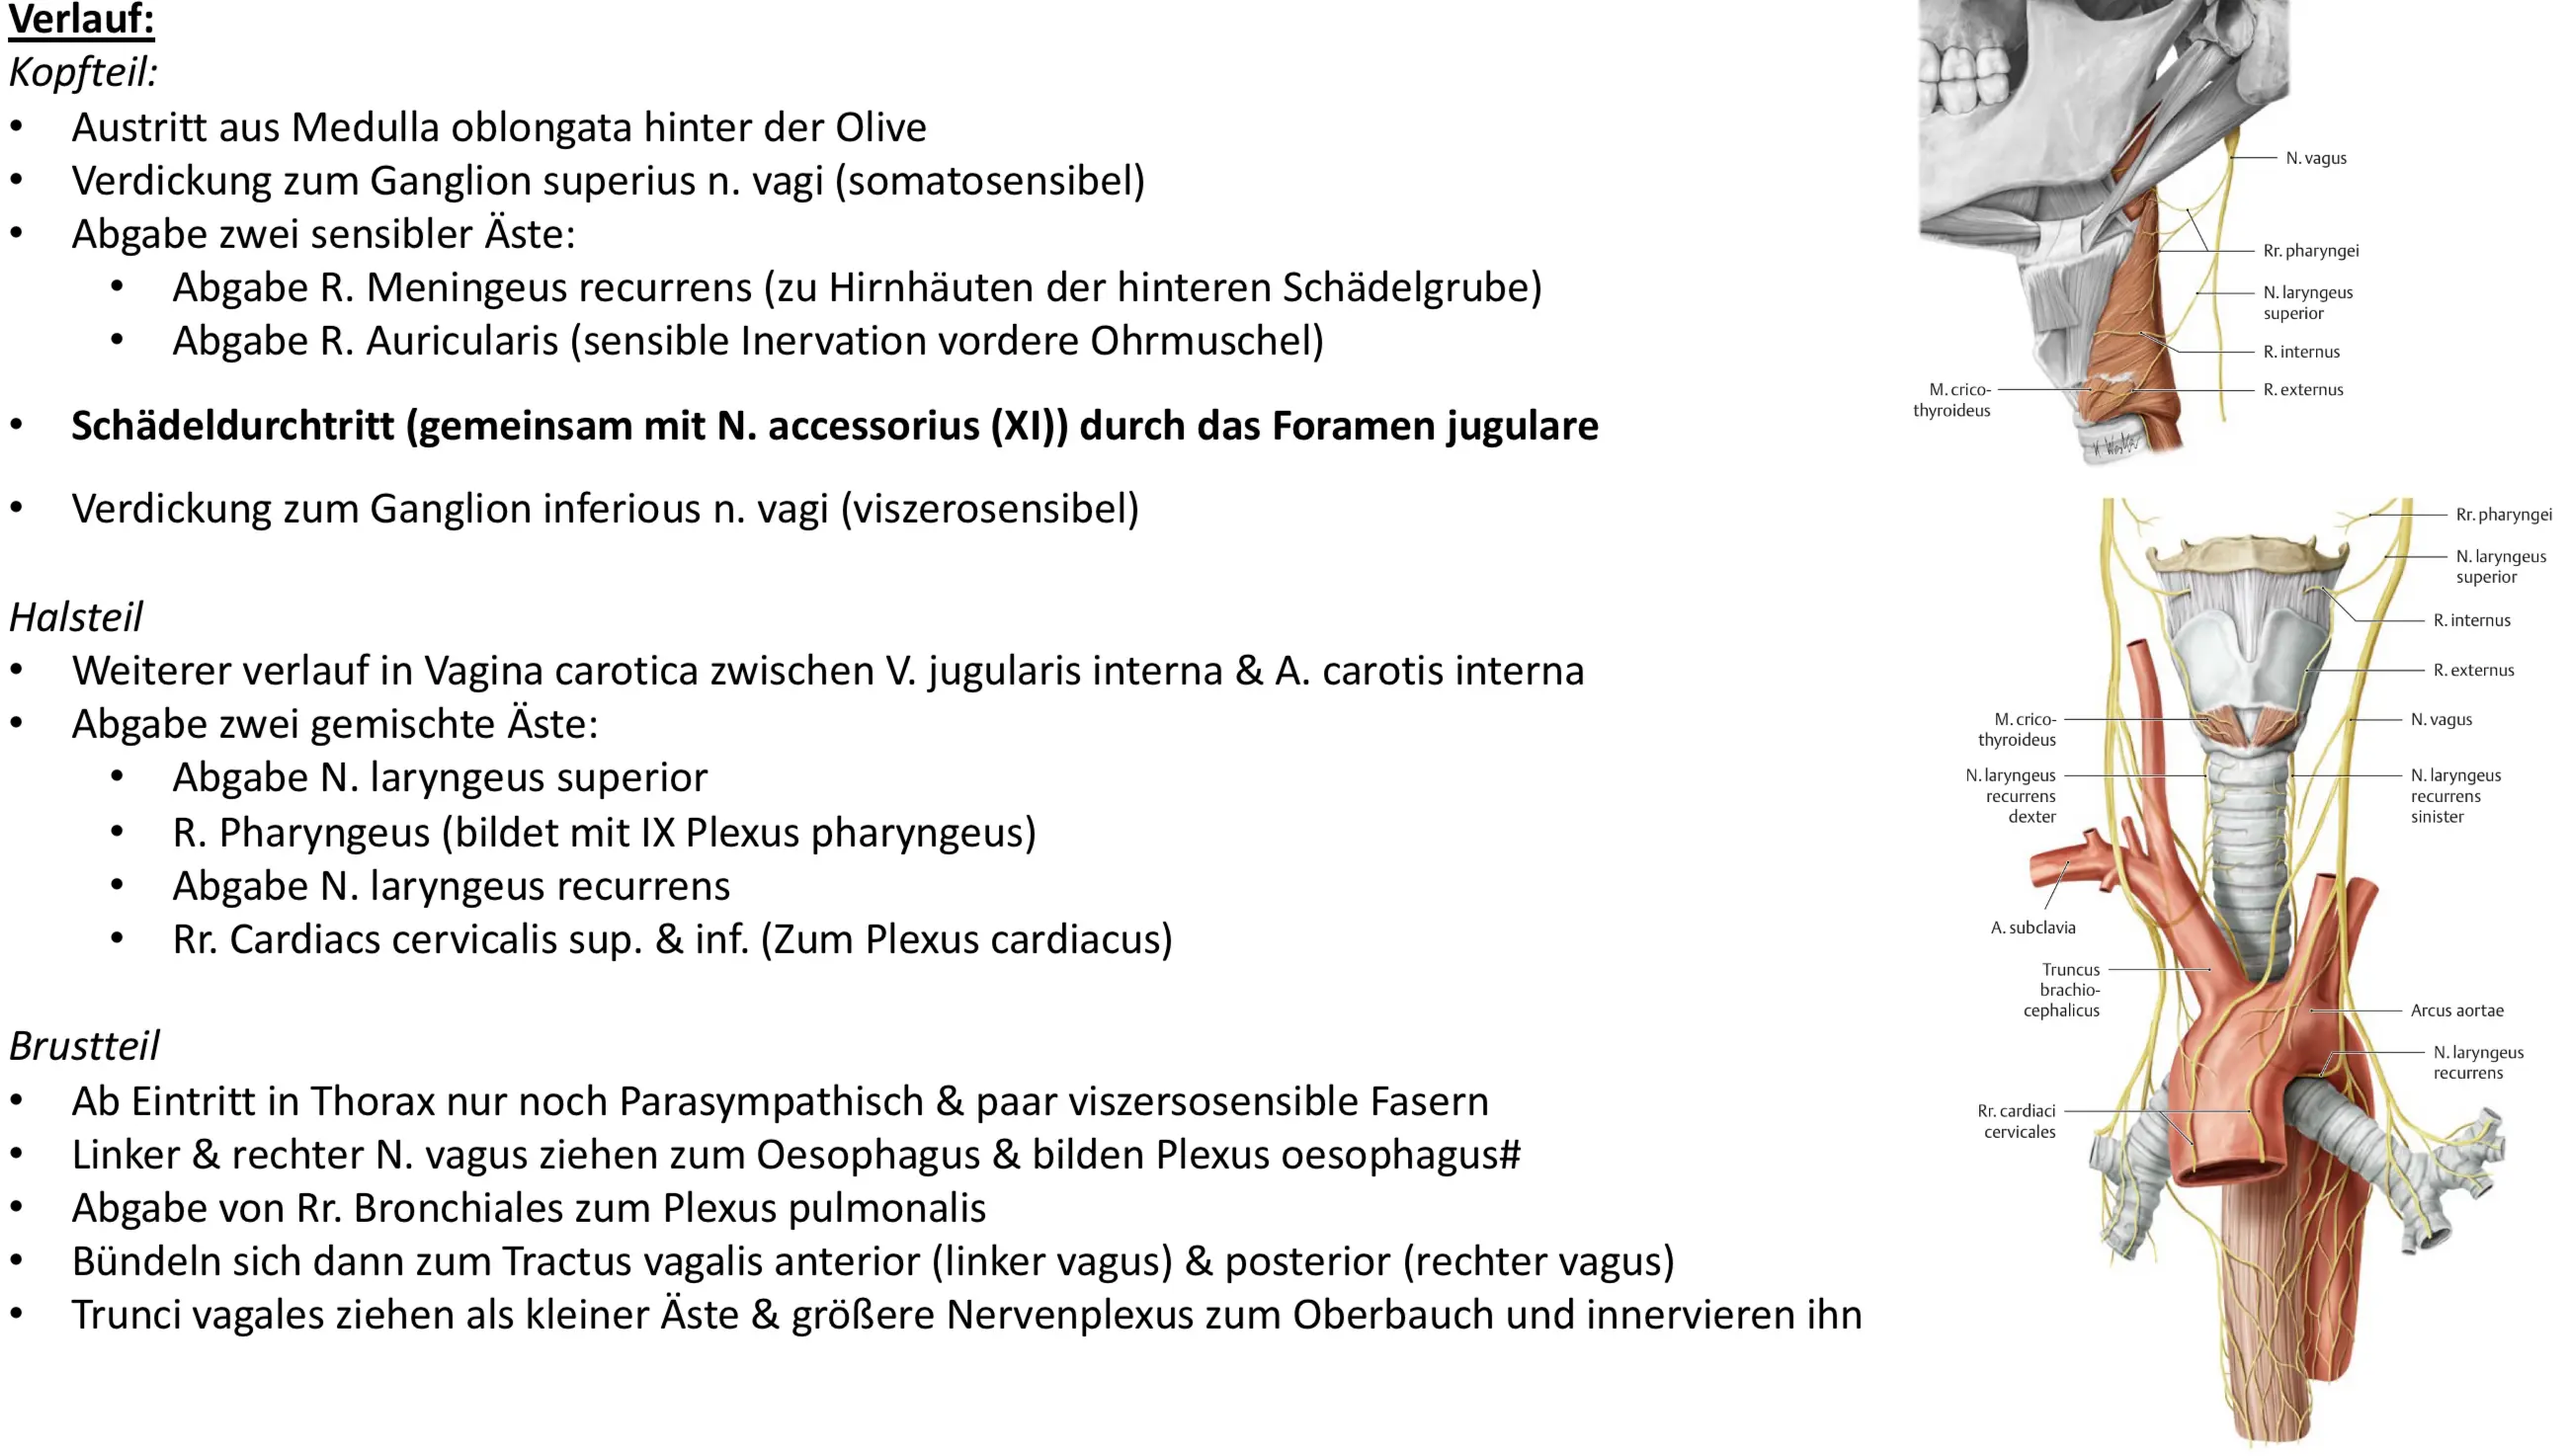 Verlauf:
Kopfteil:
• Austritt aus Medulla oblongata hinter der Olive
• Verdickung zum Ganglion superius n. vagi (somatosensibel)
• Abgabe zwei sensibler Äste:
• Abgabe R. Meningeus recurrens (zu Hirnhäuten der hinteren Schädelgrube)
• Abgabe R. Auricularis (sensible Inervation vordere Ohrmuschel)
• Schädeldurchtritt (gemeinsam mit N. accessorius (XI)) durch das Foramen jugulare
• Verdickung zum Ganglion inferious n. vagi (viszerosensibel)
Halsteil
• Weiterer verlauf in Vagina carotica zwischen V. jugularis interna & A. carotis interna
• Abgabe zwei gemischte Äste:
• Abgabe N. laryngeus superior
• R. Pharyngeus (bildet mit IX Plexus pharyngeus)
• Abgabe N. laryngeus recurrens
• Rr. Cardiacs cervicalis sup. & inf. (Zum Plexus cardiacus)
Brustteil
• Ab Eintritt in Thorax nur noch Parasympathisch & paar viszersosensible Fasern
• Linker & rechter N. vagus ziehen zum Oesophagus & bilden Plexus oesophagus#
• Abgabe von Rr. Bronchiales zum Plexus pulmonalis
• Bündeln sich dann zum Tractus vagalis anterior (linker vagus) & posterior (rechter vagus)
• Trunci vagales ziehen als kleiner Äste & größere Nervenplexus zum Oberbauch und innervieren ihn
N. vagus
Rr. pharyngei
N. laryngeus
superior
R. internus
R. externus
M. crico-
thyroideus
Rr. pharyngei
N. laryngeus
superior
R. internus
R. externus
N. vagus
M. crico-
thyroideus
N. laryngeus
recurrens
dexter
N. laryngeus
recurrens
sinister
A. subclavia
Truncus
brachio-
cephalicus
Arcus aortae
N. laryngeus
recurrens
Rr. cardiaci
cervicales